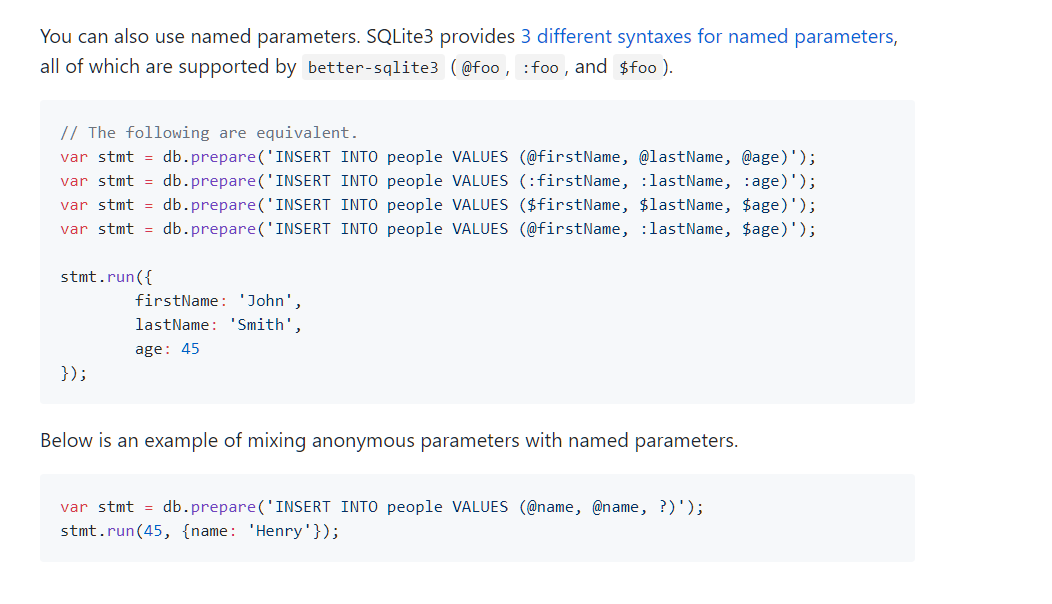 You can also use named parameters. SQLite3 provides 3 different syntaxes for named parameters,
all of which are supported by better-sqlite3 ( @foo , :foo , and $foo ).
// The following are equivalent.
var stmt = db.prepare('INSERT INTO people VALUES (@firstName, @lastName, @age)');
var stmt = db.prepare('INSERT INTO people VALUES (:firstName, :lastName, :age)');
var stmt = db.prepare('INSERT INTO people VALUES ($firstName, $lastName, $age)');
var stmt = db.prepare('INSERT INTO people VALUES (@firstName, :lastName, $age)');
stmt.run({
        firstName: 'John',
        lastName: 'Smith',
        age: 45
});
Below is an example of mixing anonymous parameters with named parameters.
var stmt = db.prepare('INSERT INTO people VALUES (@name, @name, ?)');
stmt.run(45, {name: 'Henry'});